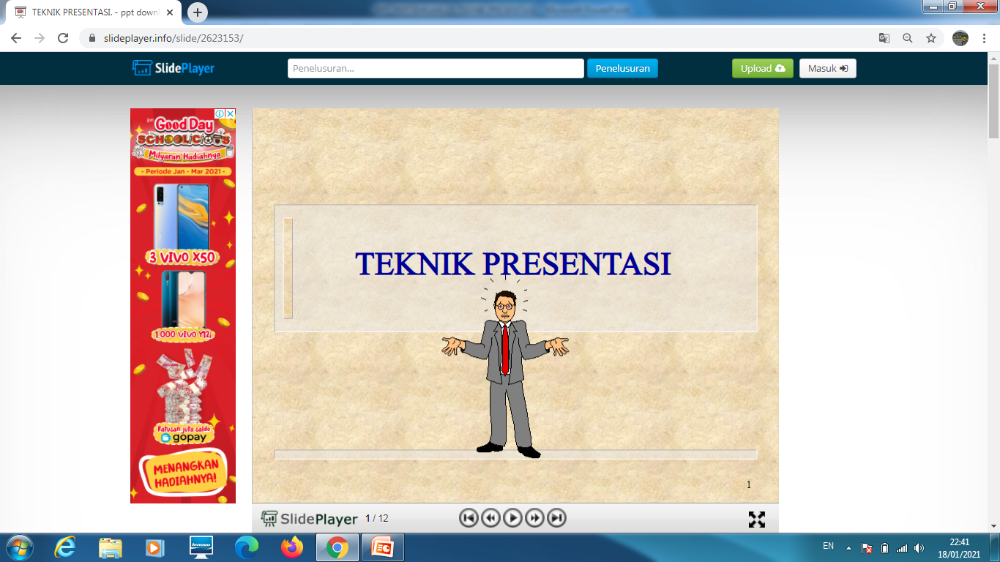 TEKNIK PRESENTASI. - ppt down
slideplayer.info/slide/2623153/
SlidePlayer
Penelusuran...
Penelusuran
Upload
Masuk
Good Day
SCHOOLICIOUS
Milyaran Hadiahnya
- Periode Jan - Mar 2021 -
3 VIVO X50
1.000 VIVO Y12i
Ratusan juta saldo
gopay
MENANGKAN
HADIAHNYA!
TEKNIK PRESENTASI
1
SlidePlayer
1 / 12
lenovo
EN
22:41
18/01/2021